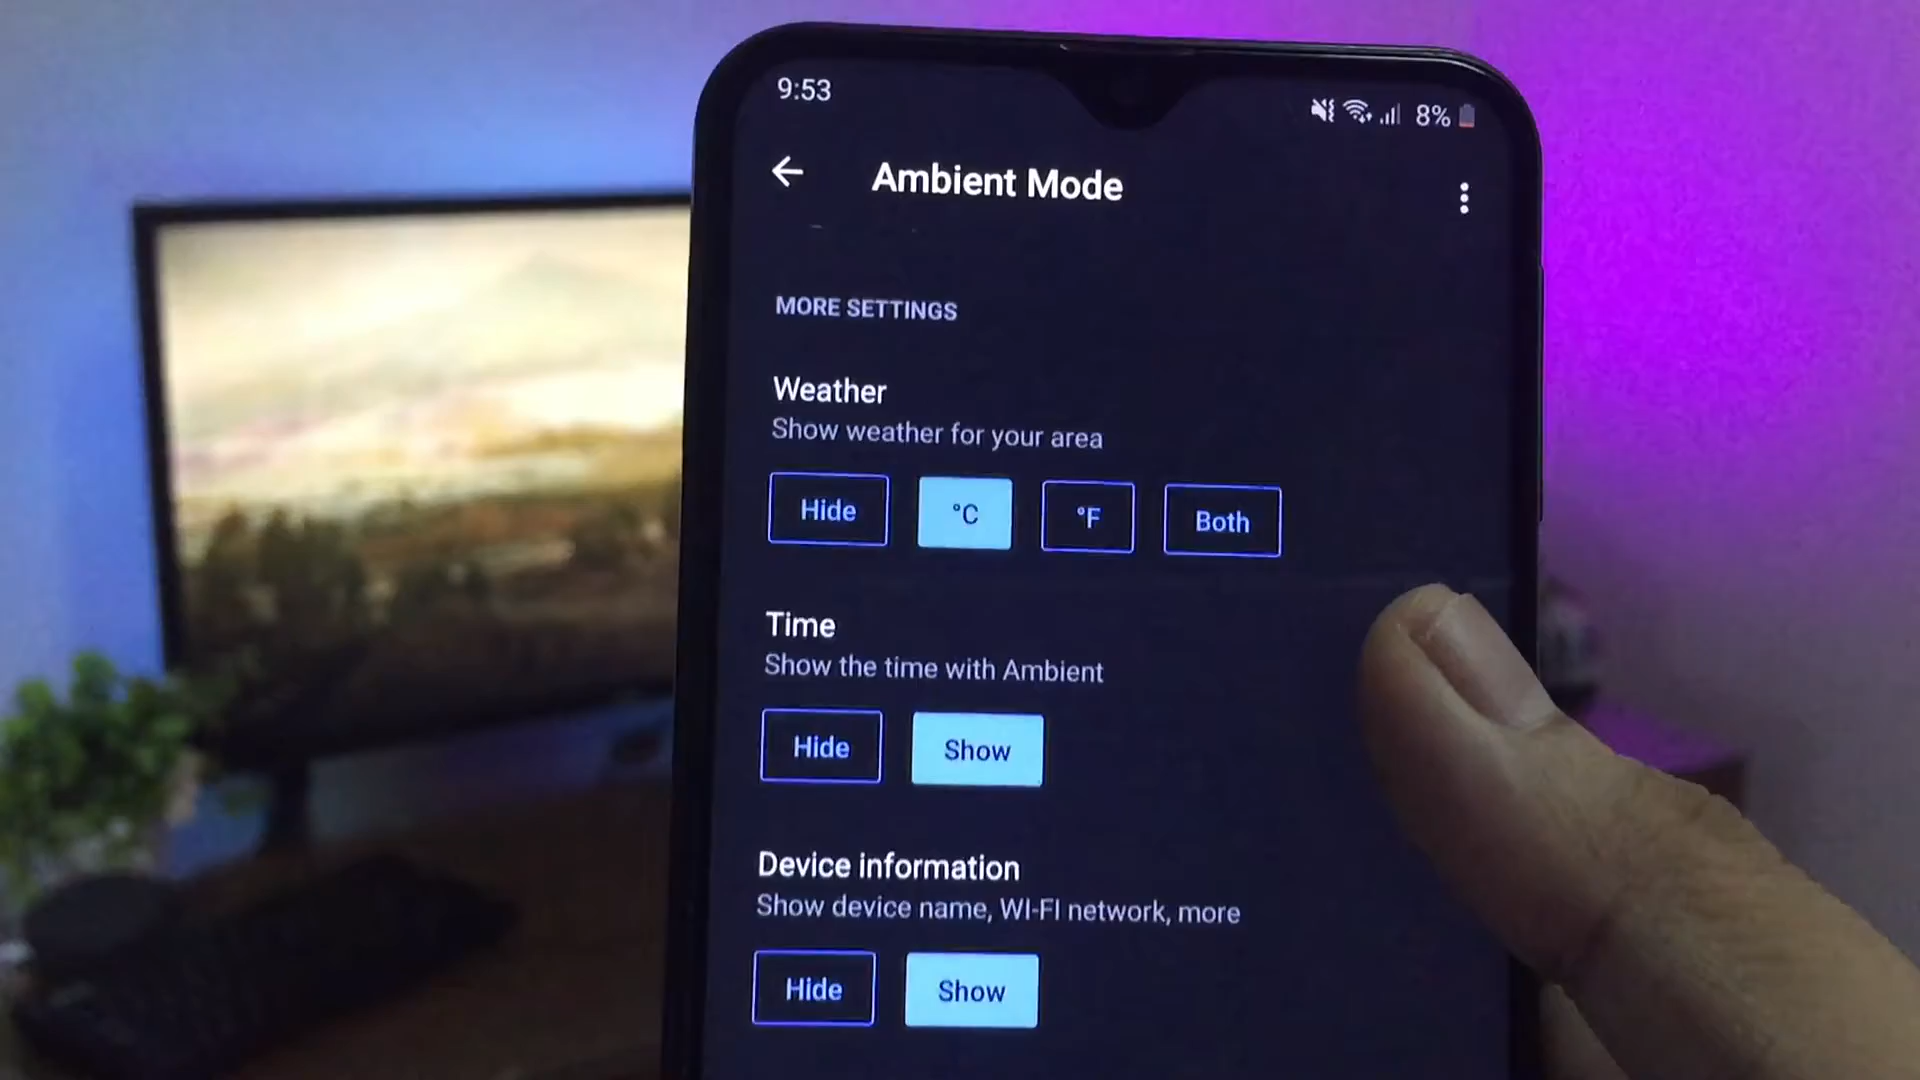 9:53
8%
Ambient Mode
MORE SETTINGS
Weather
Show weather for your area
Hide
°C
°F
Both
Time
Show the time with Ambient
Hide
Show
Device information
Show device name, WI-FI network, more
Hide
Show